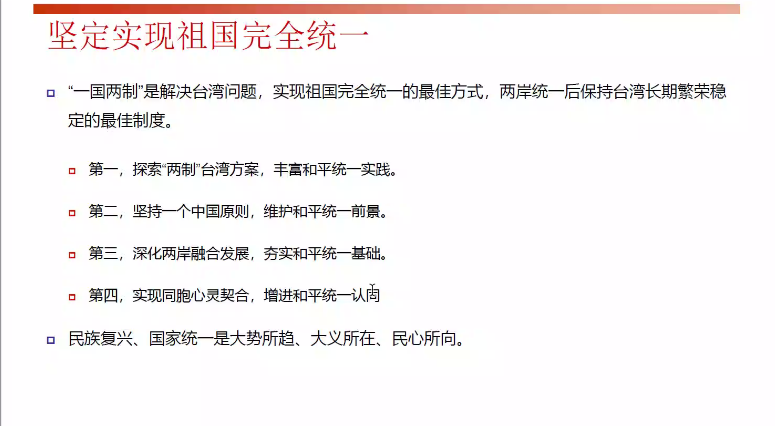 坚定实现祖国完全统一
“一国两制”是解决台湾问题，实现祖国完全统一的最佳方式，两岸统一后保持台湾长期繁荣稳
定的最佳制度。
第一，探索“两制”台湾方案，丰富和平统一实践。
第二，坚持一个中国原则，维护和平统一前景。
第三，深化两岸融合发展，夯实和平统一基础。
第四，实现同胞心灵契合，增进和平统一认同
民族复兴、国家统一是大势所趋、大义所在、民心所向。